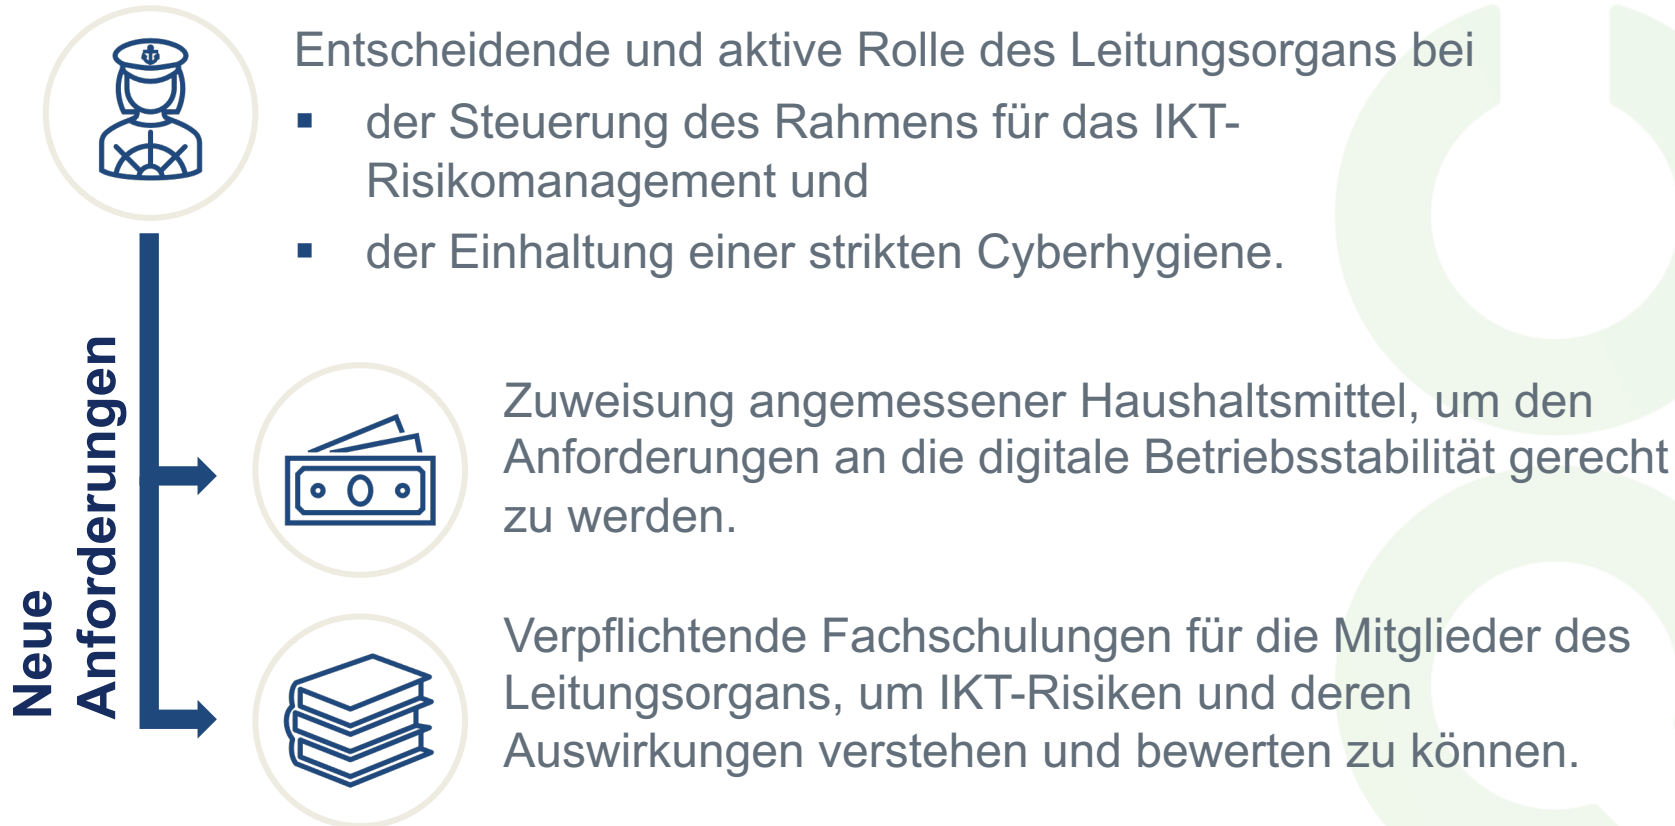 Entscheidende und aktive Rolle des Leitungsorgans bei
▪ der Steuerung des Rahmens für das IKT-
Risikomanagement und
▪ der Einhaltung einer strikten Cyberhygiene.
Neue
Anforderungen
Zuweisung angemessener Haushaltsmittel, um den
Anforderungen an die digitale Betriebsstabilität gerecht
zu werden.
Verpflichtende Fachschulungen für die Mitglieder des
Leitungsorgans, um IKT-Risiken und deren
Auswirkungen verstehen und bewerten zu können.